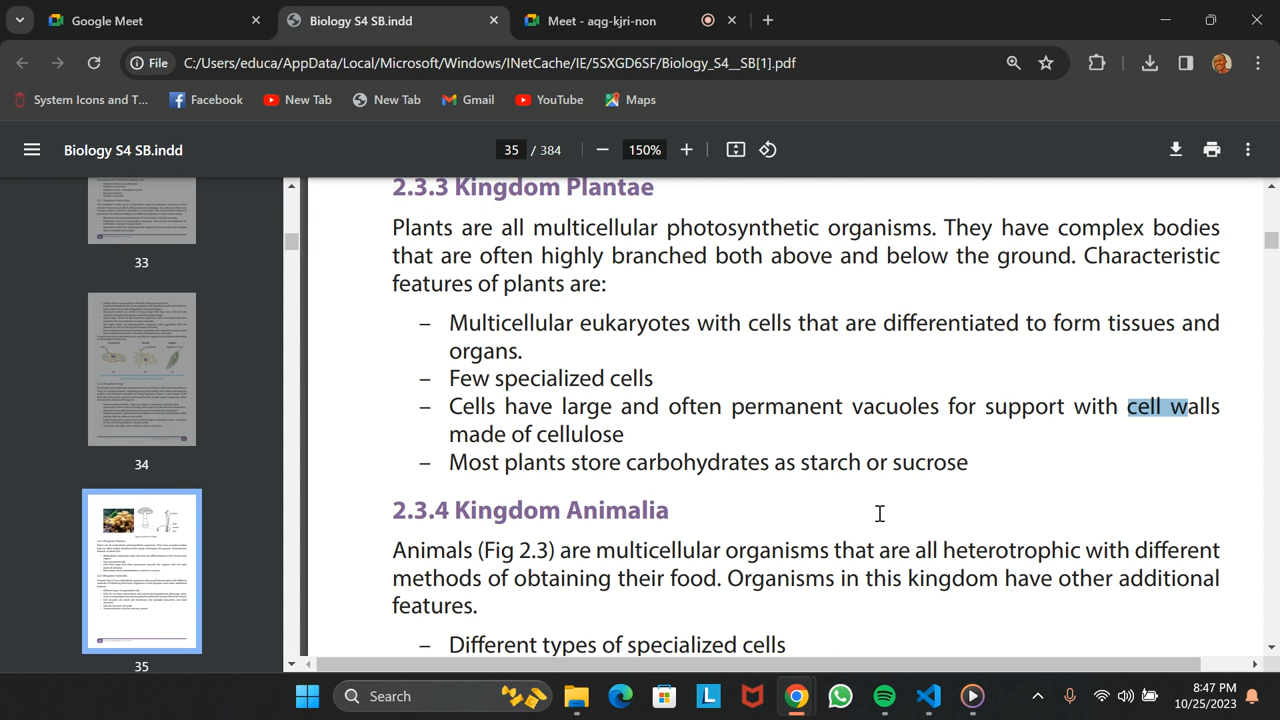 Google Meet
Biology S4 SB.indd
Meet - aqg-kjri-non
File
C:/Users/educa/AppData/Local/Microsoft/Windows/INetCache/IE/5SXGD6SF/Biology_S4__SB[1].pdf
System Icons and T...
Facebook
New Tab
New Tab
Gmail
YouTube
Maps
Biology S4 SB.indd
35 / 384
150%
33
34
35
2.3.3 Kingdom Plantae
Plants are all multicellular photosynthetic organisms. They have complex bodies
that are often highly branched both above and below the ground. Characteristic
features of plants are:
– Multicellular eukaryotes with cells that are differentiated to form tissues and
organs.
– Few specialized cells
– Cells have large and often permanent vacuoles for support with cell walls
made of cellulose
– Most plants store carbohydrates as starch or sucrose
2.3.4 Kingdom Animalia
Animals (Fig 2.3) are multicellular organisms that are all heterotrophic with different
methods of obtaining their food. Organisms in this kingdom have other additional
features.
– Different types of specialized cells
Search
8:47 PM
10/25/2023